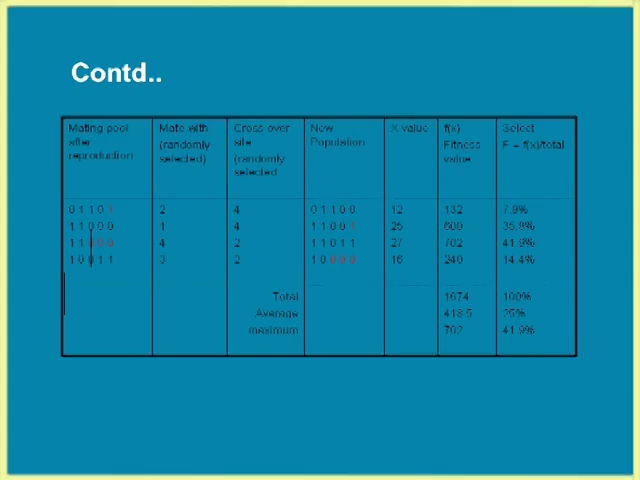 Contd..
Mating pool after reproduction
Mate with (randomly selected)
Cross over site (randomly selected
New Population
X value
f(x) Fitness value
Select F = f(x)/total
0 1 1 0 1 2 4 0 1 1 0 0 12 132 7.9%
1 1 0 0 0 1 4 1 1 0 0 1 25 600 35.8%
1 1 0 0 0 4 2 1 1 0 1 1 27 702 41.9%
1 0 0 1 1 3 2 1 0 0 0 0 16 240 14.4%
Total 1674 100%
Average 418.5 25%
maximum 702 41.9%